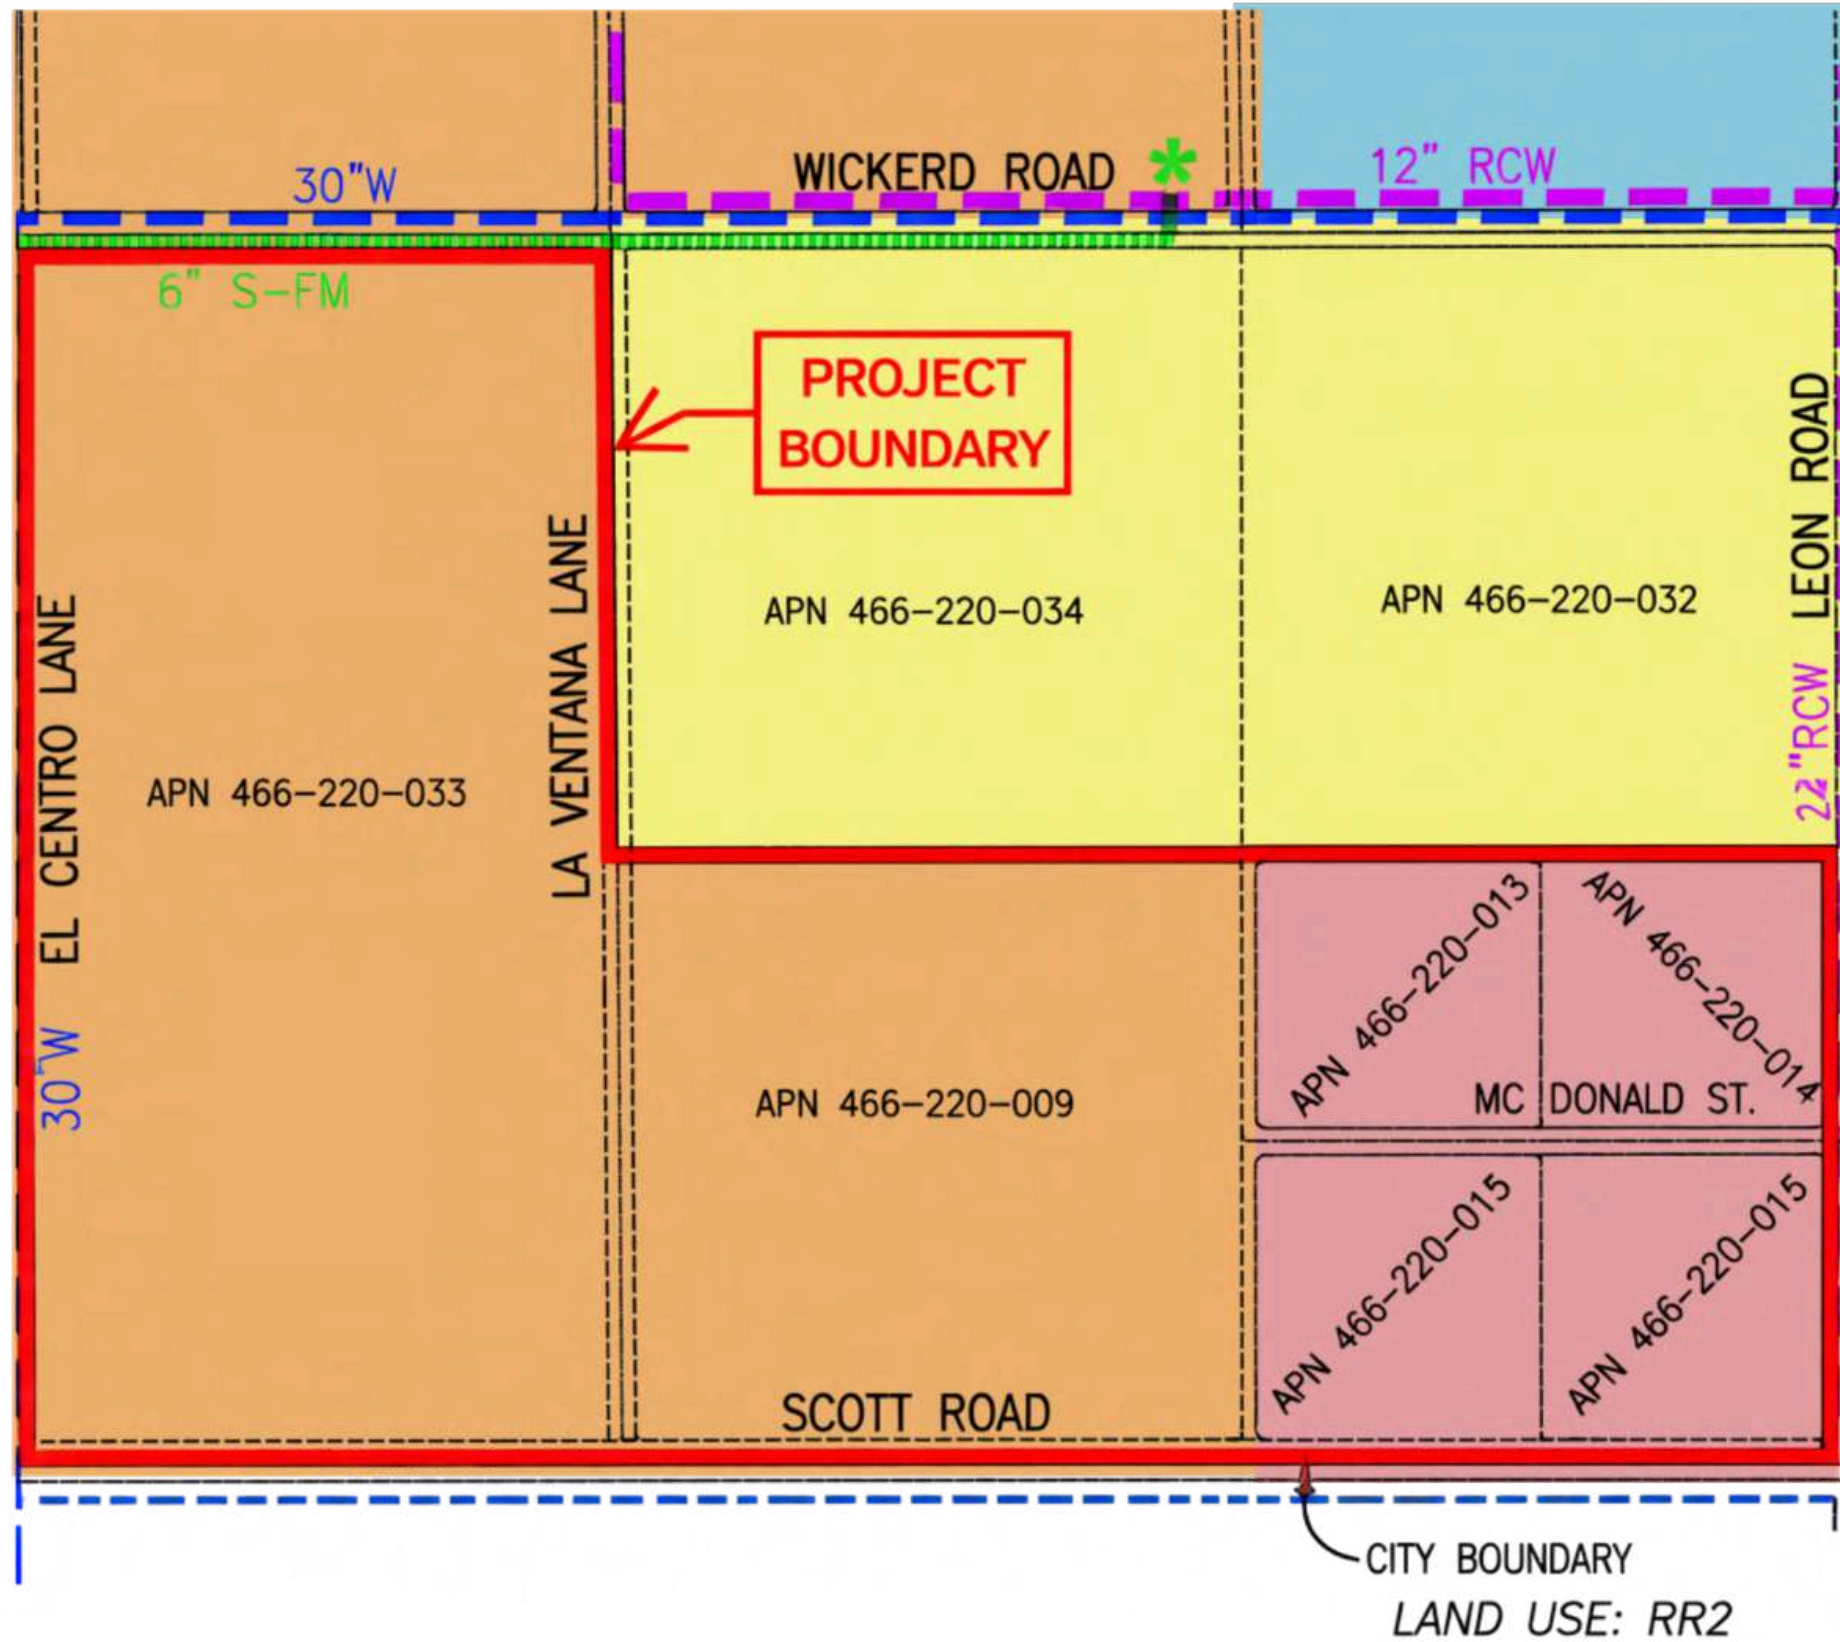 30"W
WICKERD ROAD *
12" RCW
6" S-FM
PROJECT
BOUNDARY
LEON ROAD
LA VENTANA LANE
APN 466-220-034
APN 466-220-032
EL CENTRO LANE
APN 466-220-033
RCW
APN 466-220-013
APN 466-220-014
30"W
APN 466-220-009
MC DONALD ST.
APN 466-220-015
APN 466-220-015
SCOTT ROAD
CITY BOUNDARY
LAND USE: RR2